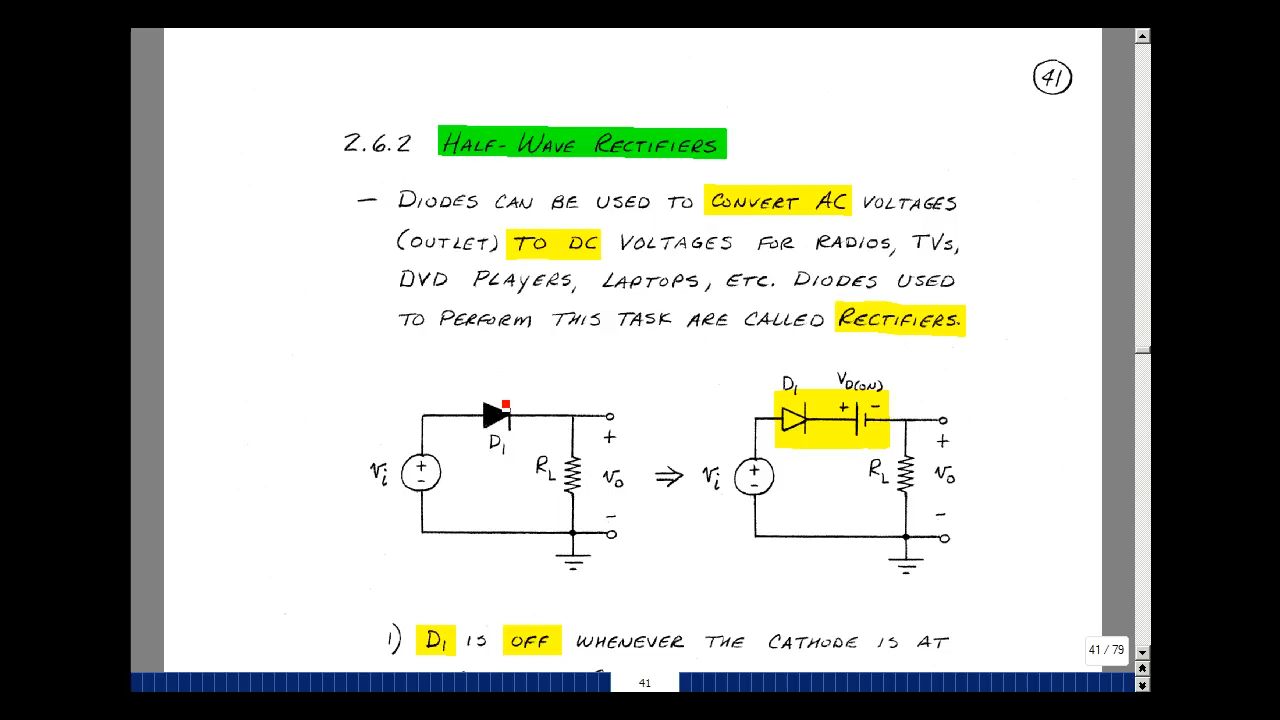 41
2.6.2 HALF-WAVE RECTIFIERS
— DIODES CAN BE USED TO CONVERT AC VOLTAGES
(OUTLET) TO DC VOLTAGES FOR RADIOS, TVs,
DVD PLAYERS, LAPTOPS, ETC. DIODES USED
TO PERFORM THIS TASK ARE CALLED RECTIFIERS.
D1 VD(ON)
+ -
D1
+ +
vi + - RL vo ⇒ vi + - RL vo
- -
1) D1 IS OFF WHENEVER THE CATHODE IS AT
41 / 79
41